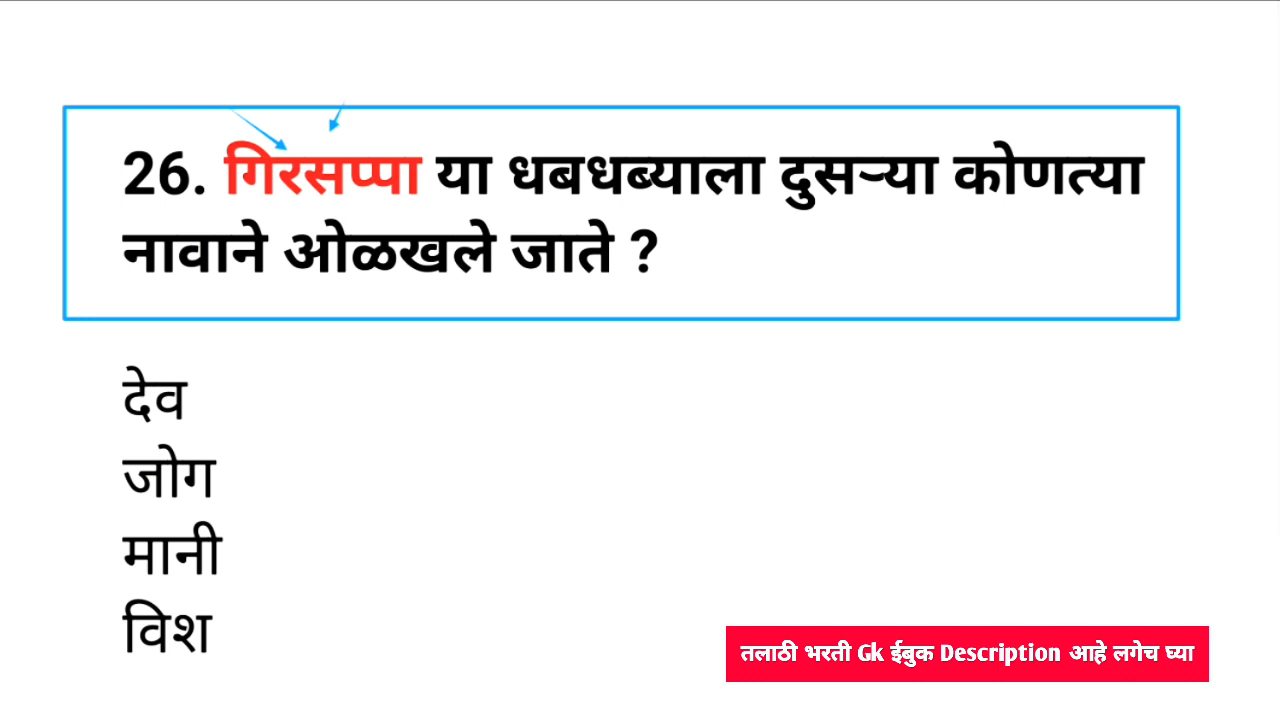 26. गिरसप्पा या धबधब्याला दुसऱ्या कोणत्या
नावाने ओळखले जाते ?
देव
जोग
मानी
विश
तलाठी भरती Gk ईबुक Description आहे लगेच घ्या